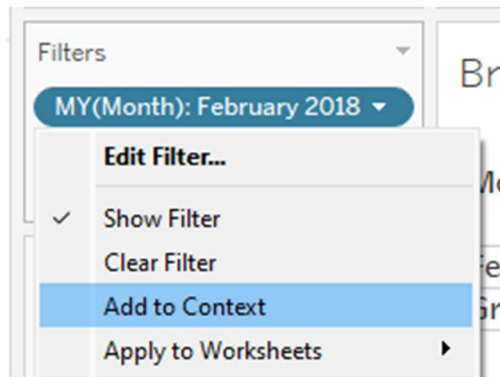 Filters
MY(Month): February 2018
Edit Filter...
Show Filter
Clear Filter
Add to Context
Apply to Worksheets